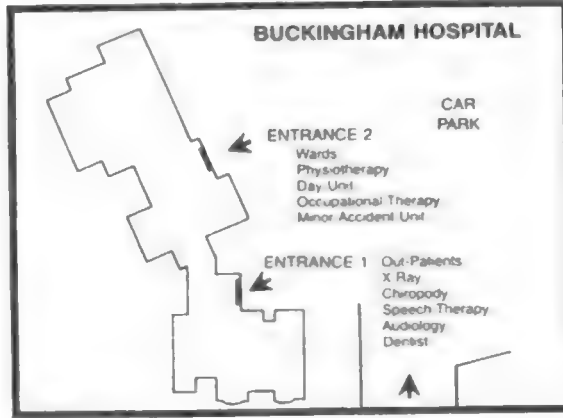 BUCKINGHAM HOSPITAL
CAR
PARK
ENTRANCE 2
Wards
Physiotherapy
Day Unit
Occupational Therapy
Minor Accident Unit
ENTRANCE 1 Out-Patients
X Ray
Chiropody
Speech Therapy
Audiology
Dentist